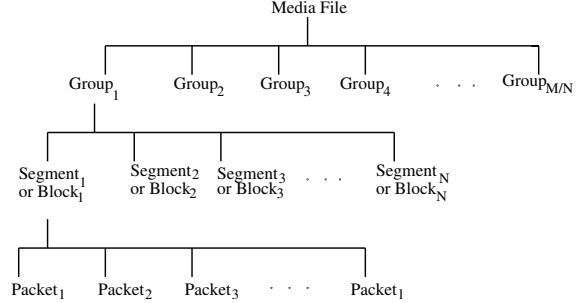 Media File
Group1 Group2 Group3 Group4 . . . GroupM/N
Segment1 Segment2 Segment3 . . . SegmentN
or Block1 or Block2 or Block3 or BlockN
Packet1 Packet2 Packet3 . . . Packet1